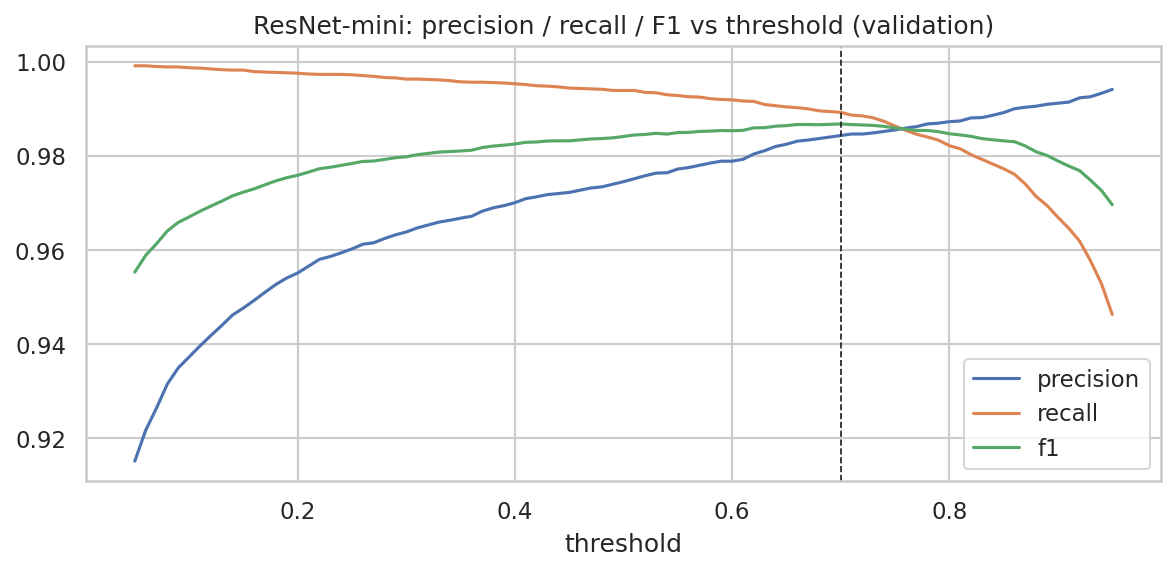 ResNet-mini: precision / recall / F1 vs threshold (validation)
1.00
0.98
0.96
0.94
0.92
0.2 0.4 0.6 0.8
threshold
precision
recall
f1